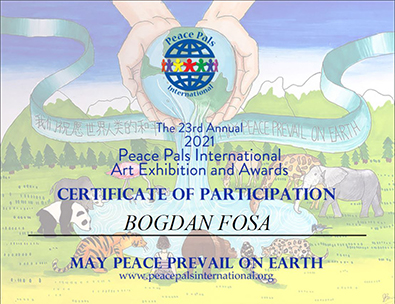 Peace Pals
International
MAY PEACE PREVAIL ON EARTH
The 23rd Annual
2021
Peace Pals International
Art Exhibition and Awards
CERTIFICATE OF PARTICIPATION
BOGDAN FOSA
MAY PEACE PREVAIL ON EARTH
www.peacepalsinternational.org